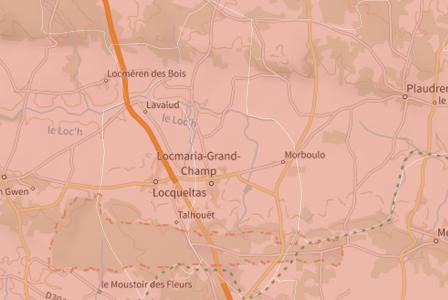 Locméren des Bois
Plaudren
le
Lavalud
le Loc'h
le Loc'h
Locmaria-Grand-
Champ
Morboulo
n Gwen
Locqueltas
Talhouët
le Moustoir des Fleurs